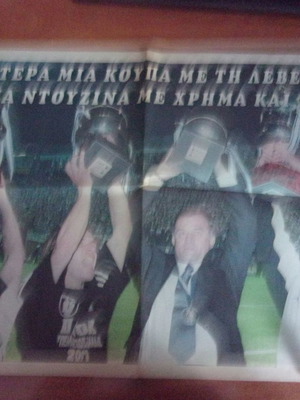 ΤΕΡΑ ΜΙΑ ΚΟΥΠΑ ΜΕ ΤΗ ΛΕΒΕ
Α ΝΤΟΥΖΙΝΑ ΜΕ ΧΡΗΜΑ ΚΑΙ